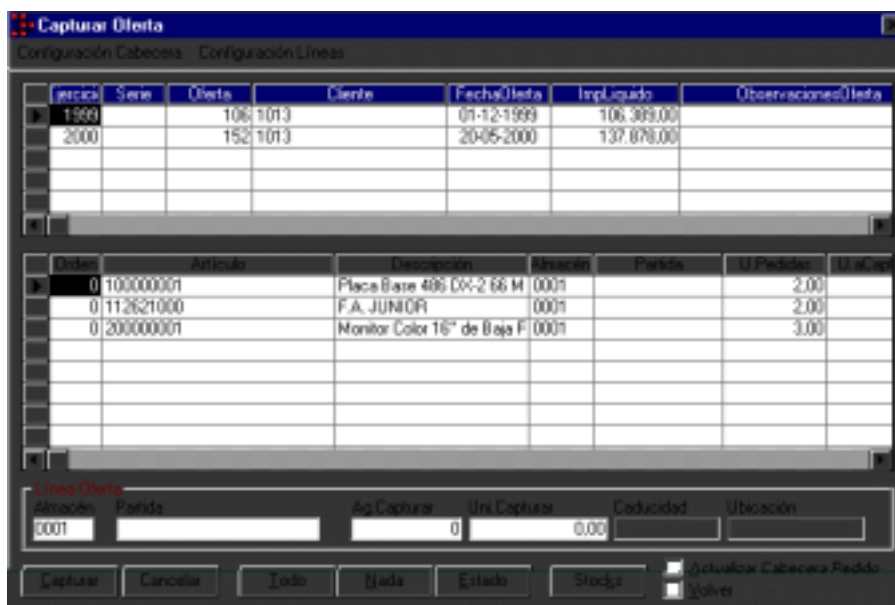 Capturar Oferta
Configuración Cabecera Configuración Líneas
jercici Serie Oferta Cliente FechaOferta ImpLiquido ObservacionesOferta
1999 106 1013 01-12-1999 106.389,00
2000 152 1013 20-05-2000 137.878,00
Orden Artículo Descripción Almacén Partida U.Pedidas U.aCapt
0 100000001 Placa Base 486 DX-2 66 M 0001 2,00
0 112621000 F.A. JUNIOR 0001 2,00
0 200000001 Monitor Color 16" de Baja F 0001 3,00
Línea Oferta
Almacén Partida Ag.Capturar Uni.Capturar Caducidad Ubicación
0001 0 0,00
Capturar Cancelar Todo Nada Estado Stocks Actualizar Cabecera Pedido
Volver